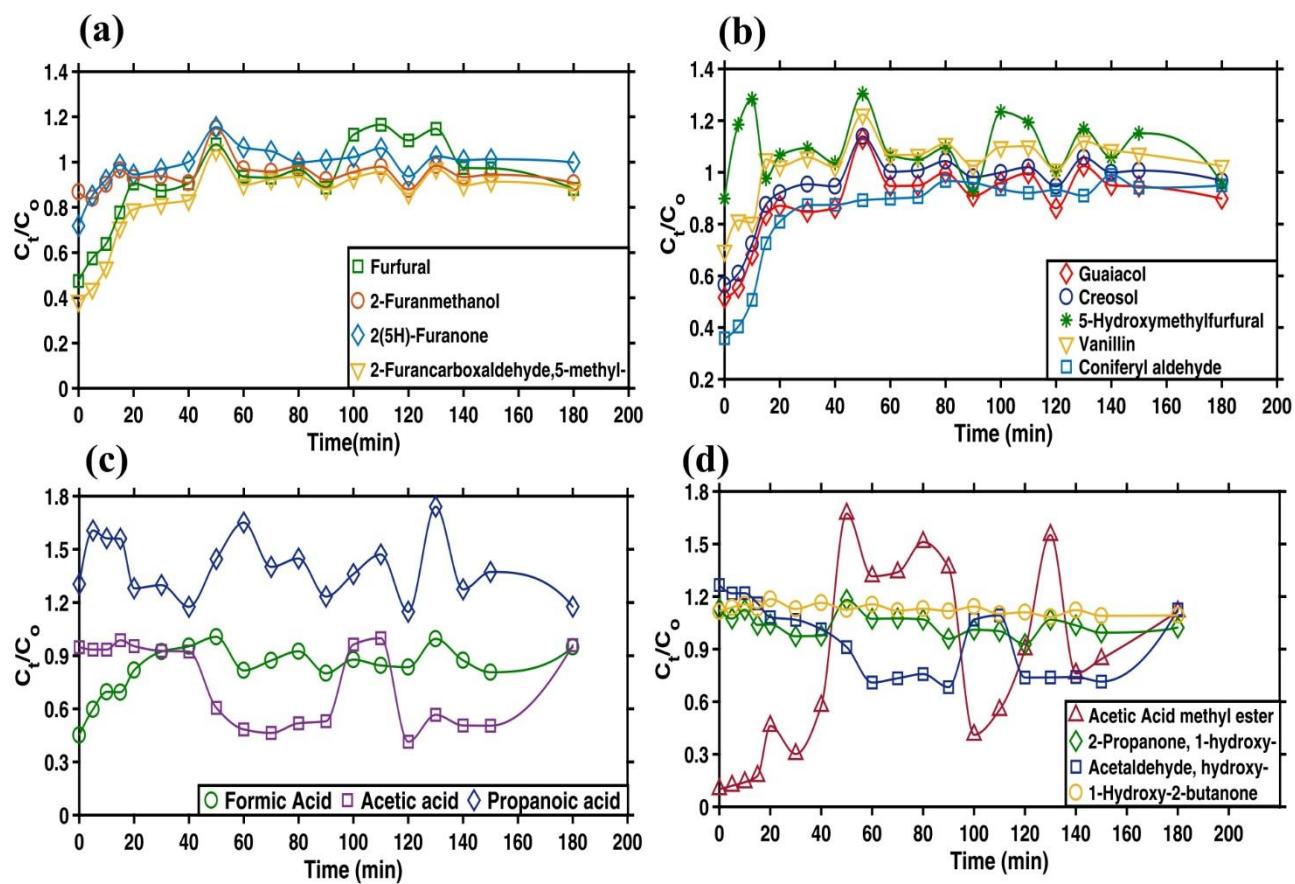 (a)
1.4
1.2
1
0.8
0.6
0.4
0.2
0
Ct/Co
Furfural
2-Furanmethanol
2(5H)-Furanone
2-Furancarboxaldehyde,5-methyl-
0 20 40 60 80 100 120 140 160 180 200
Time(min)
(b)
1.4
1.2
1
0.8
0.6
0.4
0.2
Ct/Co
Guaiacol
Creosol
5-Hydroxymethylfurfural
Vanillin
Coniferyl aldehyde
0 20 40 60 80 100 120 140 160 180 200
Time (min)
(c)
1.8
1.5
1.2
0.9
0.6
0.3
0
Ct/Co
Formic Acid Acetic acid Propanoic acid
0 20 40 60 80 100 120 140 160 180 200
Time (min)
(d)
1.8
1.5
1.2
0.9
0.6
0.3
0
Ct/Co
Acetic Acid methyl ester
2-Propanone, 1-hydroxy-
Acetaldehyde, hydroxy-
1-Hydroxy-2-butanone
0 20 40 60 80 100 120 140 160 180 200
Time (min)